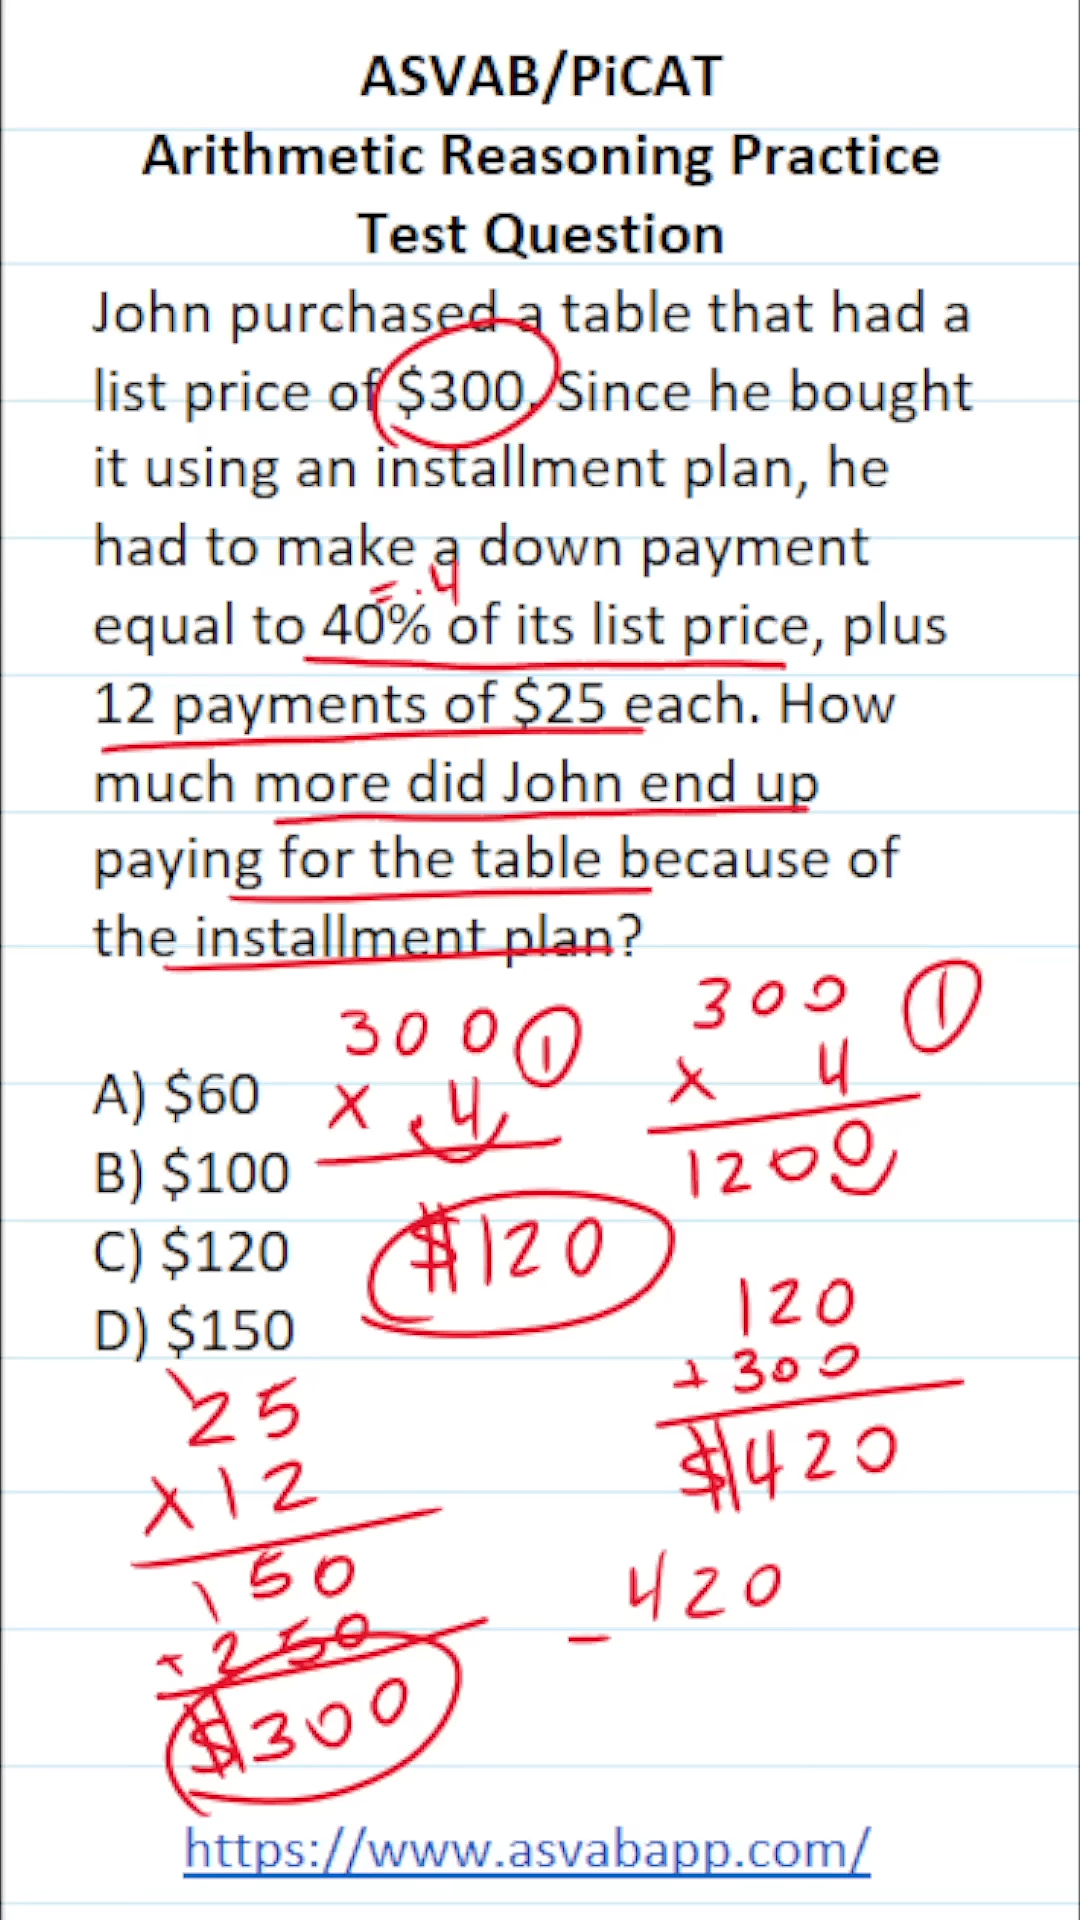 ASVAB/PiCAT
Arithmetic Reasoning Practice
Test Question
John purchased a table that had a
list price of $300. Since he bought
it using an installment plan, he
had to make a down payment
= .4
equal to 40% of its list price, plus
12 payments of $25 each. How
much more did John end up
paying for the table because of
the installment plan?
A) $60
B) $100
C) $120
D) $150
300 1
x .4
$120
300 1
x 4
1200
120
+ 300
$420
1
25
x 12
1
50
+ 250
$300
420
-
https://www.asvabapp.com/